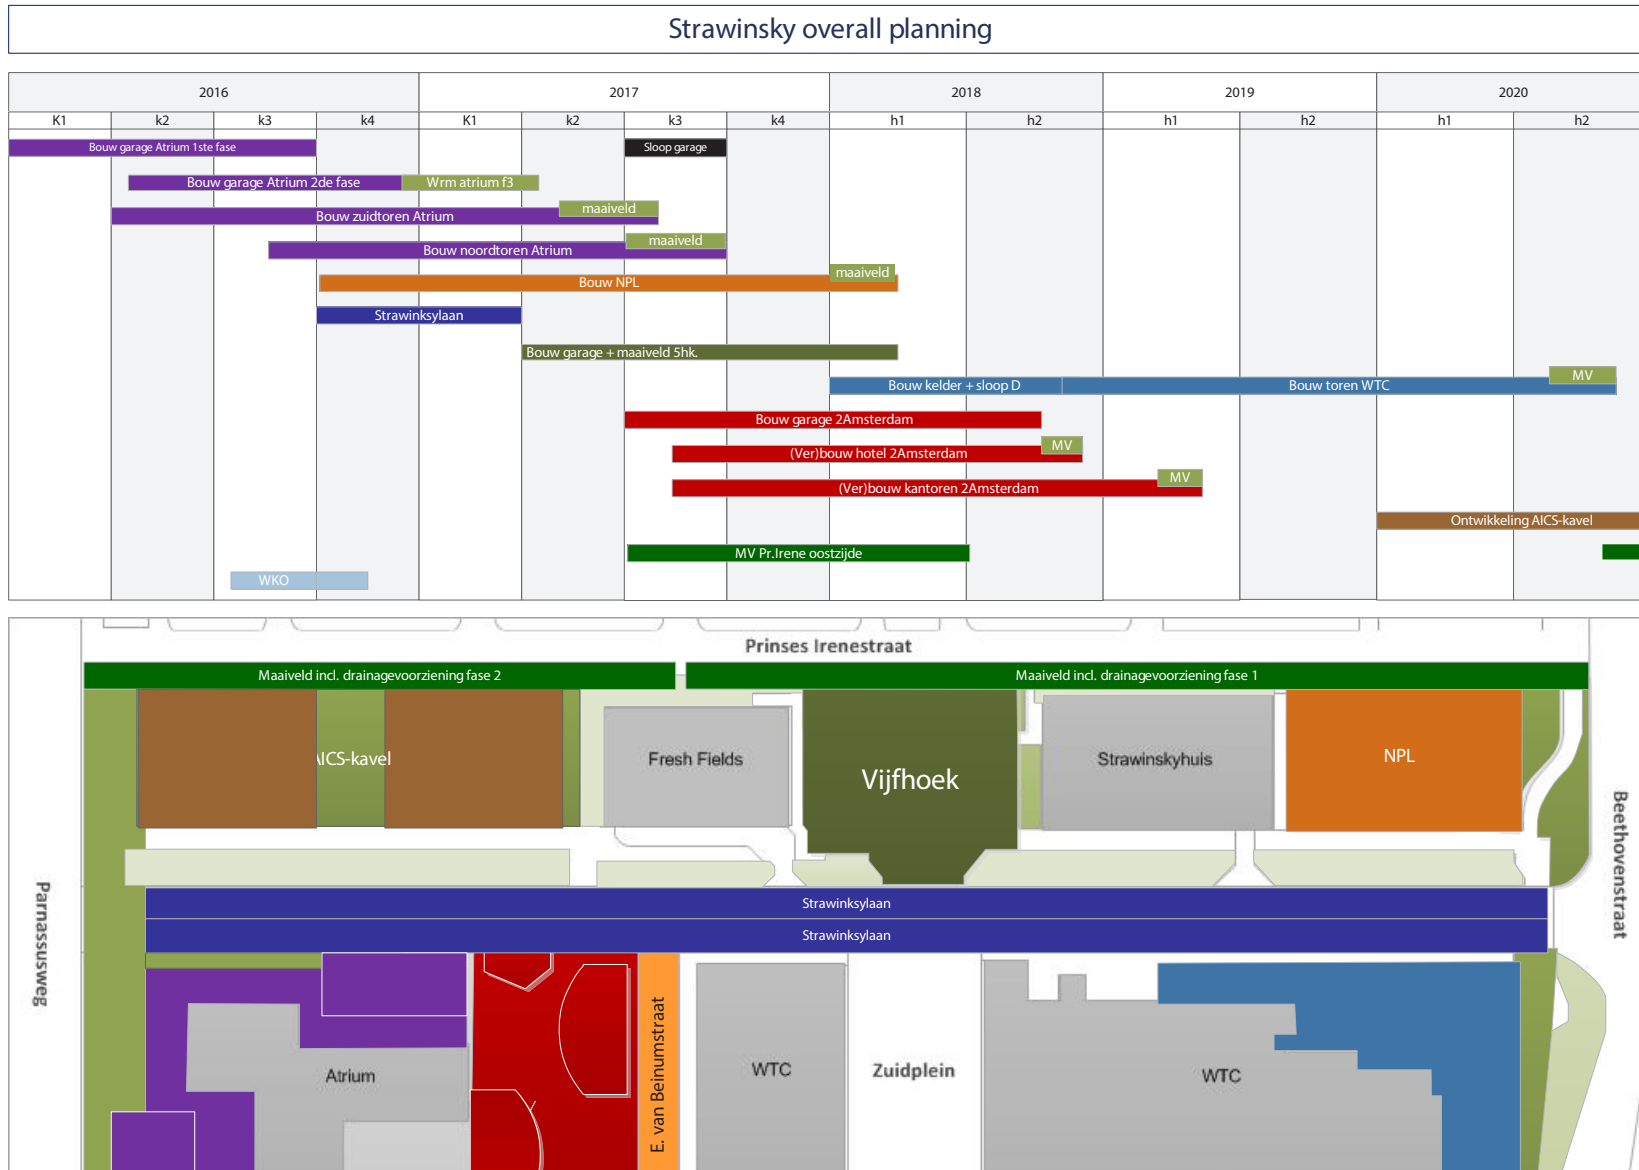 Strawinsky overall planning
2016 2017 2018 2019 2020
K1 k2 k3 k4 K1 k2 k3 k4 h1 h2 h1 h2 h1 h2
Bouw garage Atrium 1ste fase Sloop garage
Bouw garage Atrium 2de fase Wrm atrium f3
maaiveld
Bouw zuidtoren Atrium
maaiveld
Bouw noordtoren Atrium
maaiveld
Bouw NPL
Strawinksylaan
Bouw garage + maaiveld 5hk.
MV
Bouw kelder + sloop D Bouw toren WTC
Bouw garage 2Amsterdam
MV
(Ver)bouw hotel 2Amsterdam
MV
(Ver)bouw kantoren 2Amsterdam
Ontwikkeling AICS-kavel
MV Pr.Irene oostzijde
WKO
Prinses Irenestraat
Maaiveld incl. drainagevoorziening fase 2 Maaiveld incl. drainagevoorziening fase 1
AICS-kavel
Fresh Fields
Vijfhoek
Strawinskyhuis
NPL
Beethovenstraat
Parnassusweg
Strawinksylaan
Strawinksylaan
Atrium
E. van Beinumstraat
WTC
Zuidplein
WTC